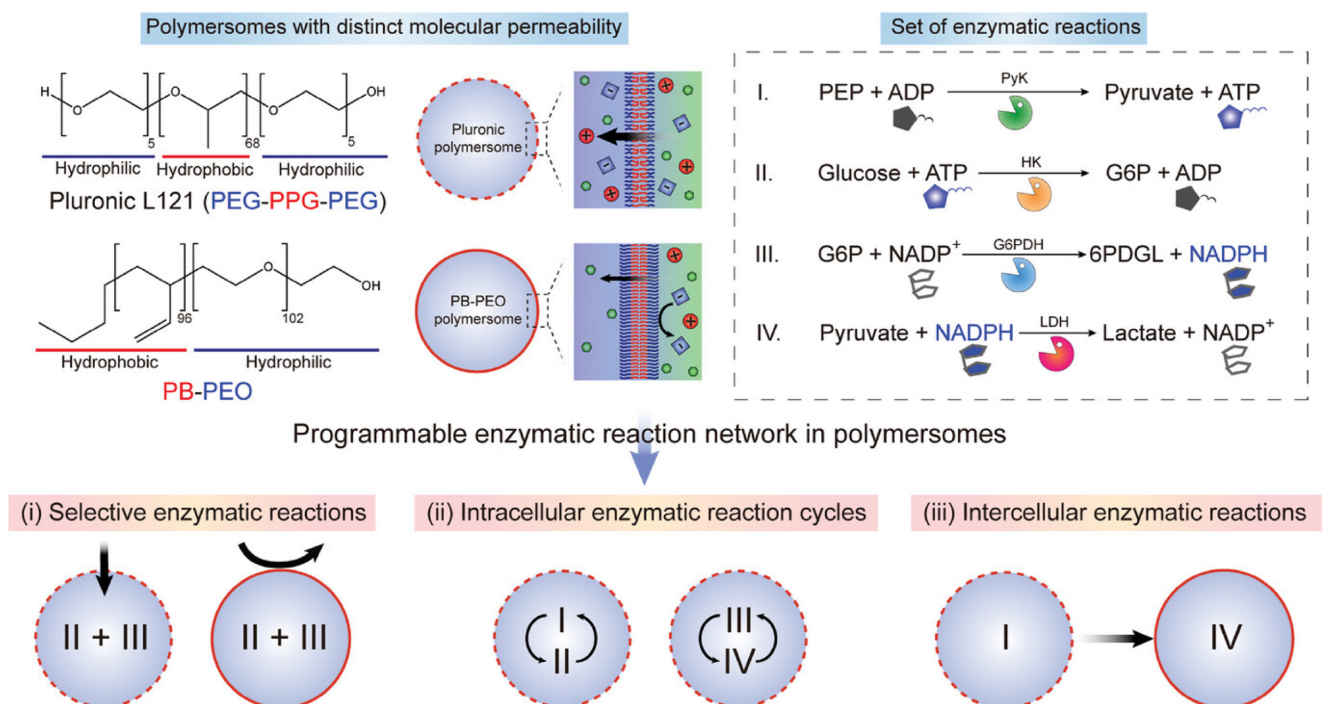 Polymersomes with distinct molecular permeability
H
O
5
O
68
O
5
OH
Hydrophilic
Hydrophobic
Hydrophilic
Pluronic L121 (PEG-PPG-PEG)
Pluronic
polymersome
+
-
96
O
102
OH
Hydrophobic
Hydrophilic
PB-PEO
PB-PEO
polymersome
+
-
Set of enzymatic reactions
I. PEP + ADP PyK Pyruvate + ATP
II. Glucose + ATP HK G6P + ADP
III. G6P + NADP+ G6PDH 6PDGL + NADPH
IV. Pyruvate + NADPH LDH Lactate + NADP+
Programmable enzymatic reaction network in polymersomes
(i) Selective enzymatic reactions
II + III
II + III
(ii) Intracellular enzymatic reaction cycles
I
II
III
IV
(iii) Intercellular enzymatic reactions
I
IV